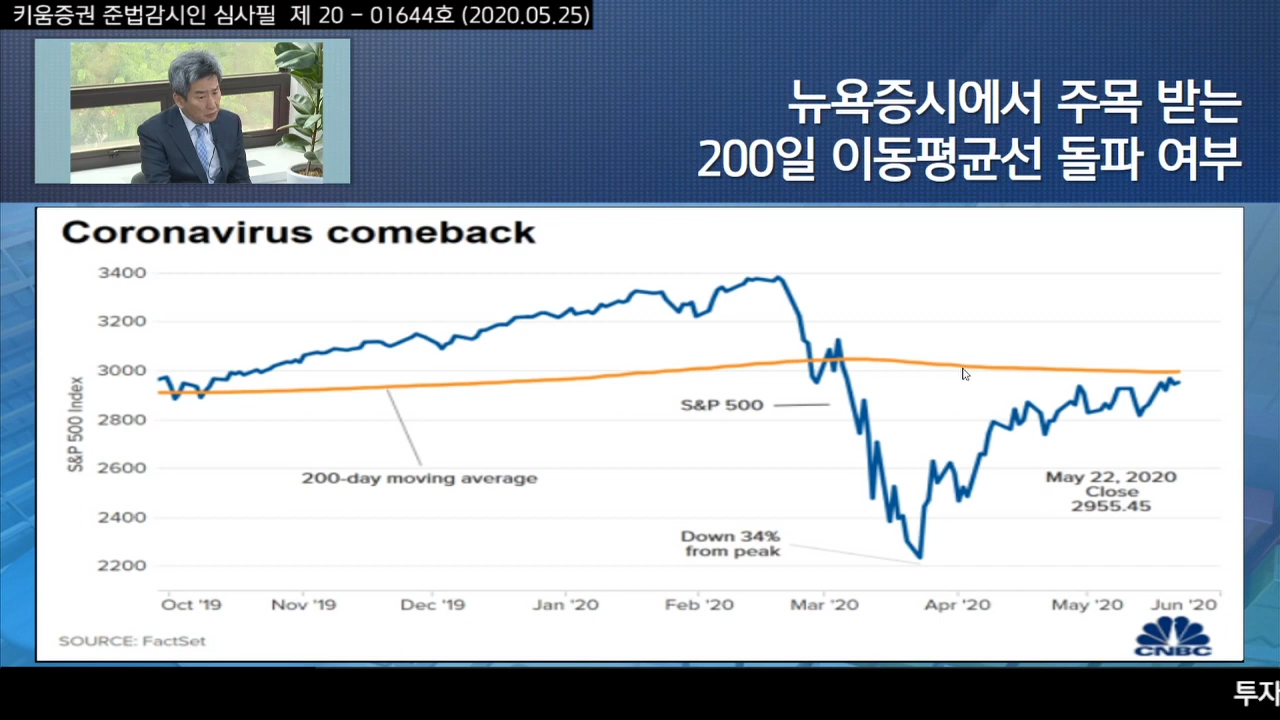 키움증권 준법감시인 심사필 제 20 - 01644호 (2020.05.25)
뉴욕증시에서 주목 받는
200일 이동평균선 돌파 여부
Coronavirus comeback
3400
3200
3000
2800
2600
2400
2200
S&P 500 Index
S&P 500
200-day moving average
May 22, 2020
Close
2955.45
Down 34%
from peak
Oct '19 Nov '19 Dec '19 Jan '20 Feb '20 Mar '20 Apr '20 May '20 Jun '20
SOURCE: FactSet
CNBC
투자